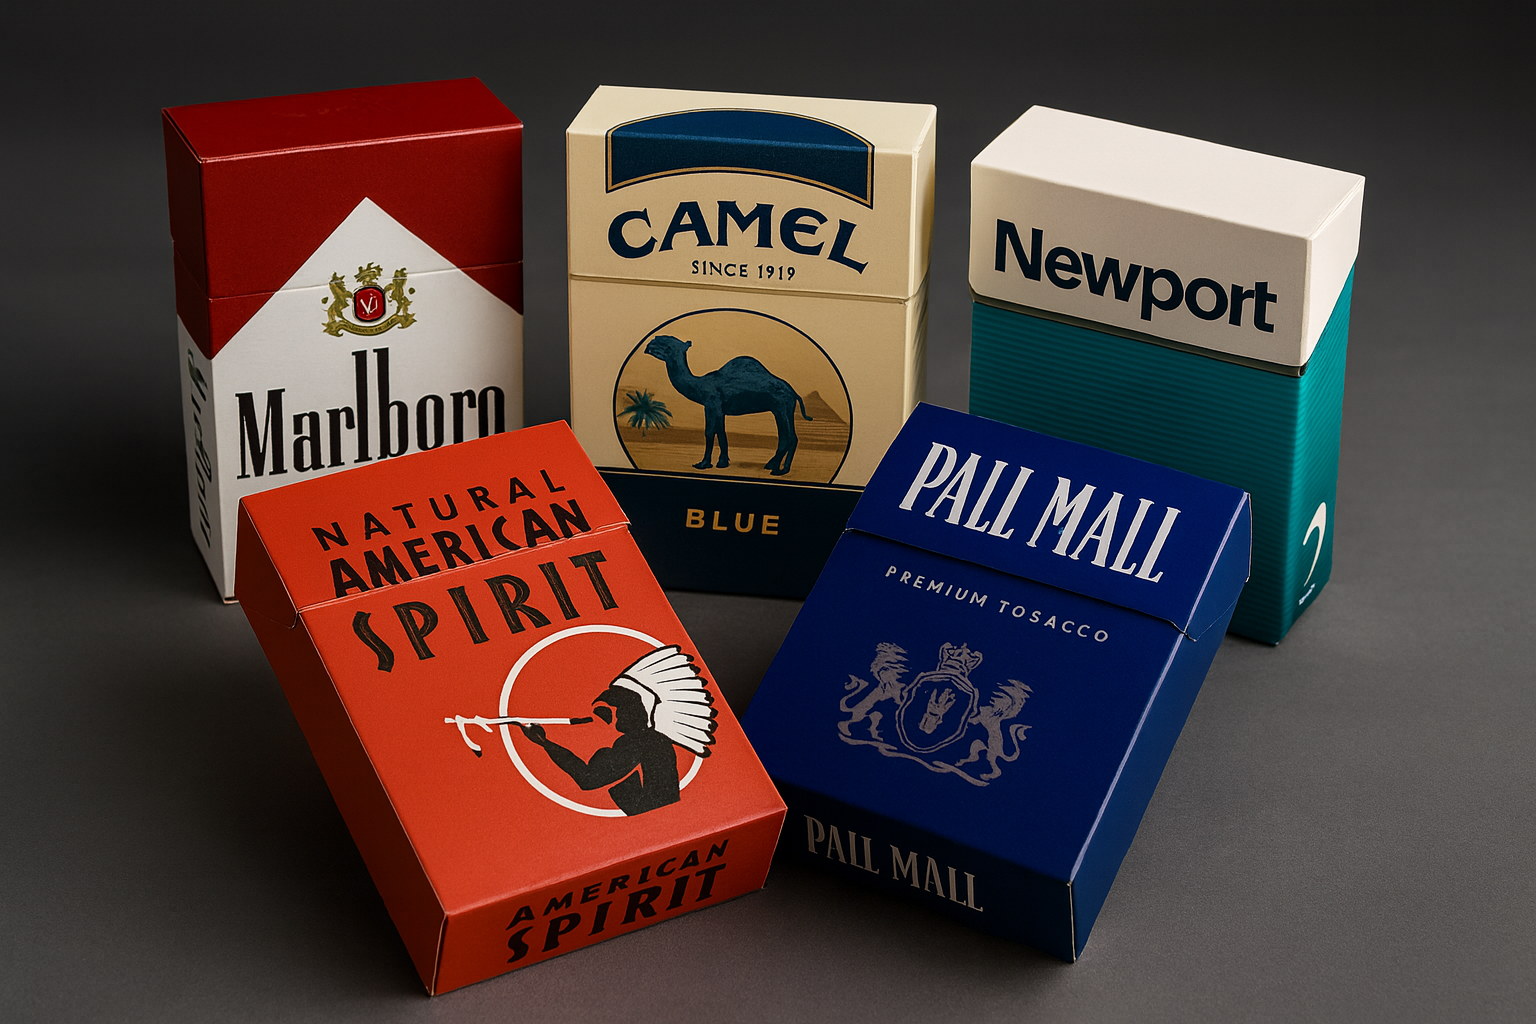 Marlboro
CAMEL
SINCE 1919
BLUE
Newport
NATURAL
AMERICAN
SPIRIT
AMERICAN
SPIRIT
PALL MALL
PREMIUM TOSACCO
PALL MALL